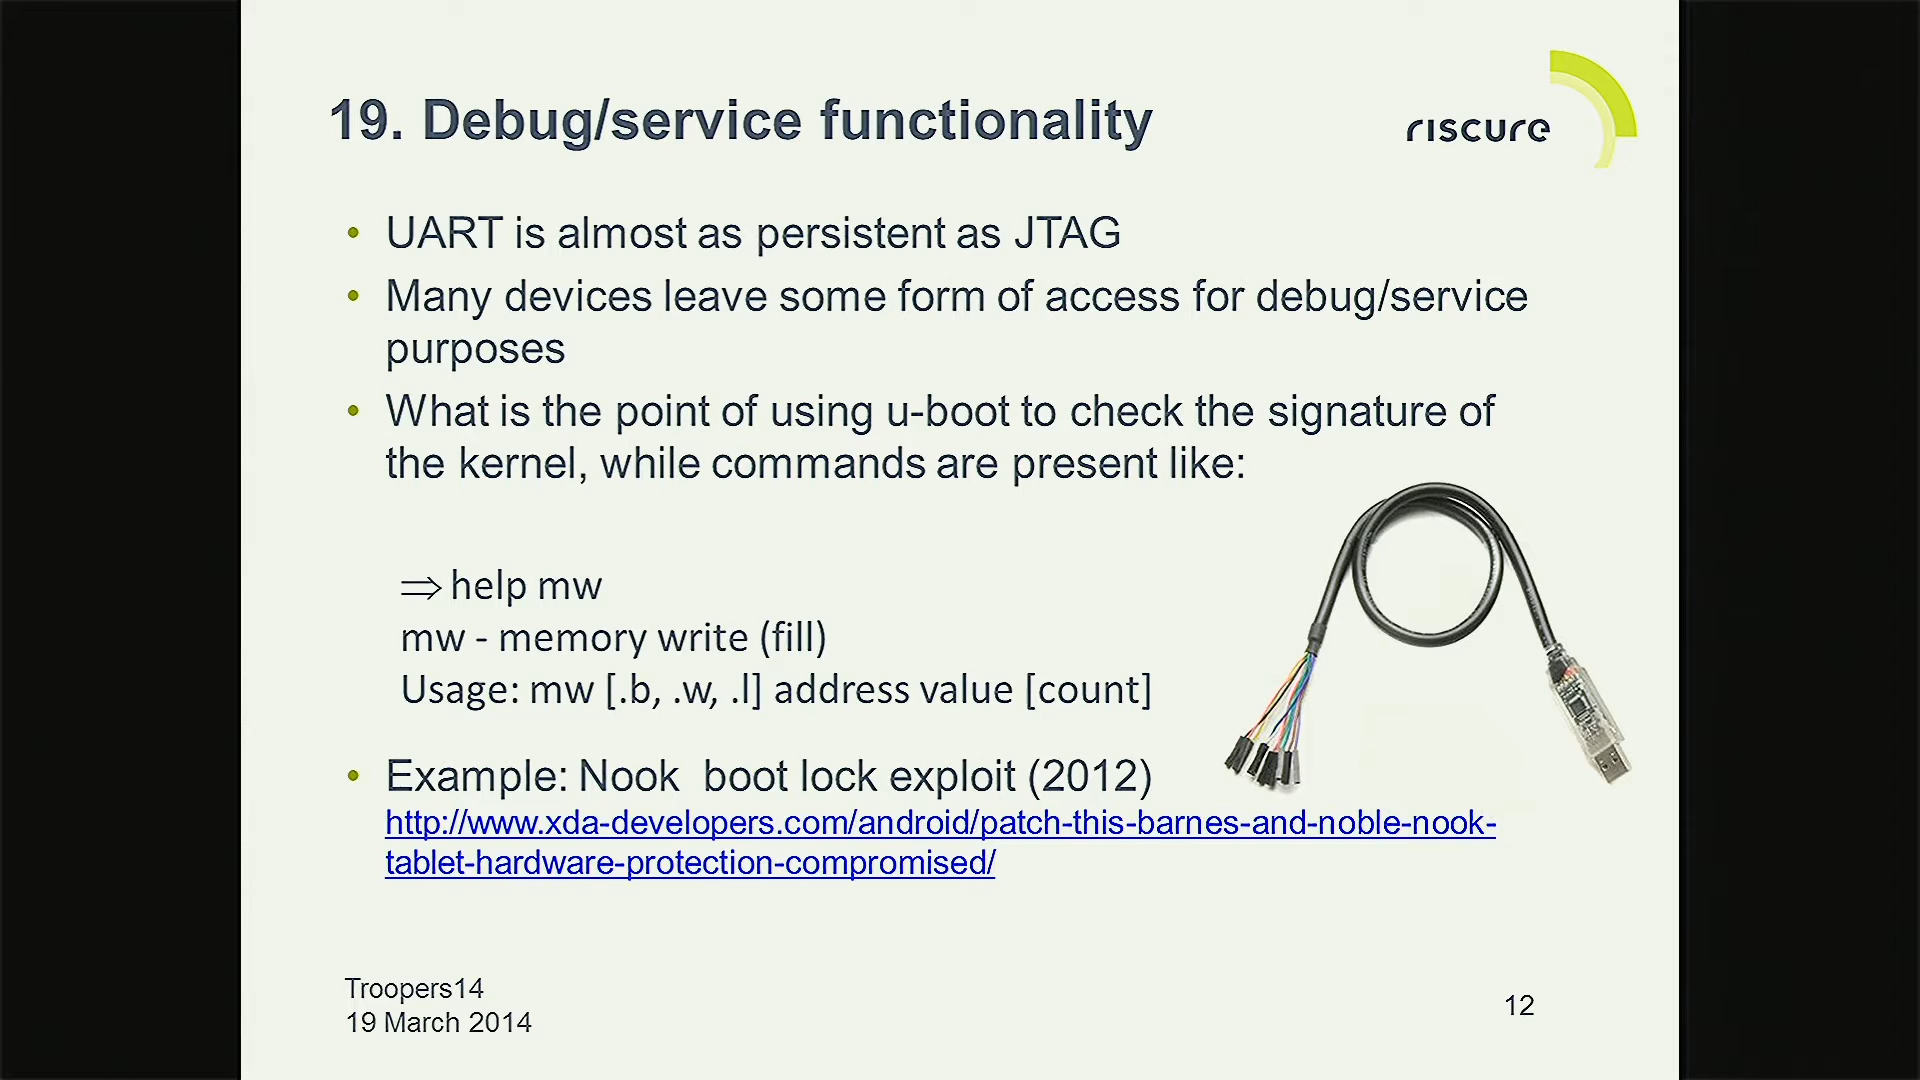 19. Debug/service functionality
riscure
• UART is almost as persistent as JTAG
• Many devices leave some form of access for debug/service
purposes
• What is the point of using u-boot to check the signature of
the kernel, while commands are present like:
⇒ help mw
mw - memory write (fill)
Usage: mw [.b, .w, .l] address value [count]
• Example: Nook  boot lock exploit (2012)
http://www.xda-developers.com/android/patch-this-barnes-and-noble-nook-
tablet-hardware-protection-compromised/
Troopers14
19 March 2014
12